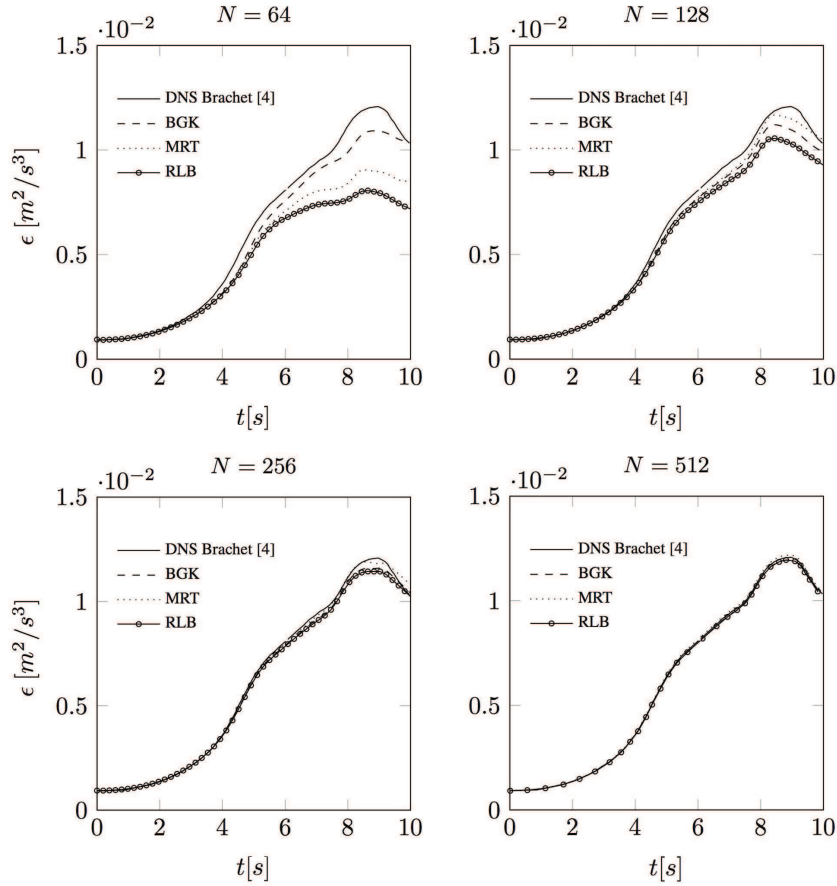 N = 64
·10⁻²
1.5
1
0.5
0
ϵ [m²/s³]
DNS Brachet [4]
BGK
MRT
RLB
0 2 4 6 8 10
t[s]
N = 128
·10⁻²
1.5
1
0.5
0
DNS Brachet [4]
BGK
MRT
RLB
0 2 4 6 8 10
t[s]
N = 256
·10⁻²
1.5
1
0.5
0
ϵ [m²/s³]
DNS Brachet [4]
BGK
MRT
RLB
0 2 4 6 8 10
t[s]
N = 512
·10⁻²
1.5
1
0.5
0
DNS Brachet [4]
BGK
MRT
RLB
0 2 4 6 8 10
t[s]